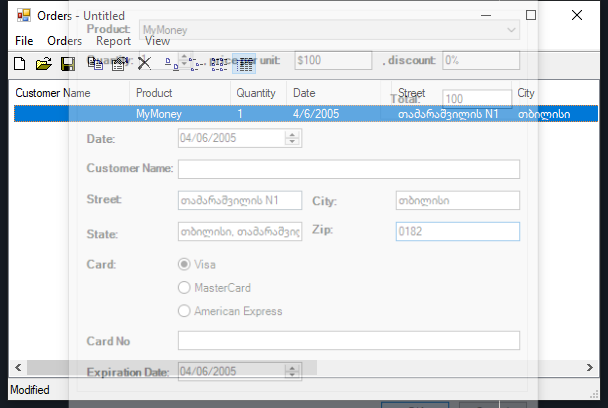 Orders - Untitled
Product: MyMoney
File Orders Report View
Quantity: per unit: $100 , discount: 0%
Customer Name Product Quantity Date Street City
Total: 100
MyMoney 1 4/6/2005 თამარაშვილის N1 თბილისი
Date: 04/06/2005
Customer Name:
Street: თამარაშვილის N1 City: თბილისი
State: თბილისი, თამარაშვილ Zip: 0182
Card: Visa
MasterCard
American Express
Card No
Expiration Date: 04/06/2005
Modified